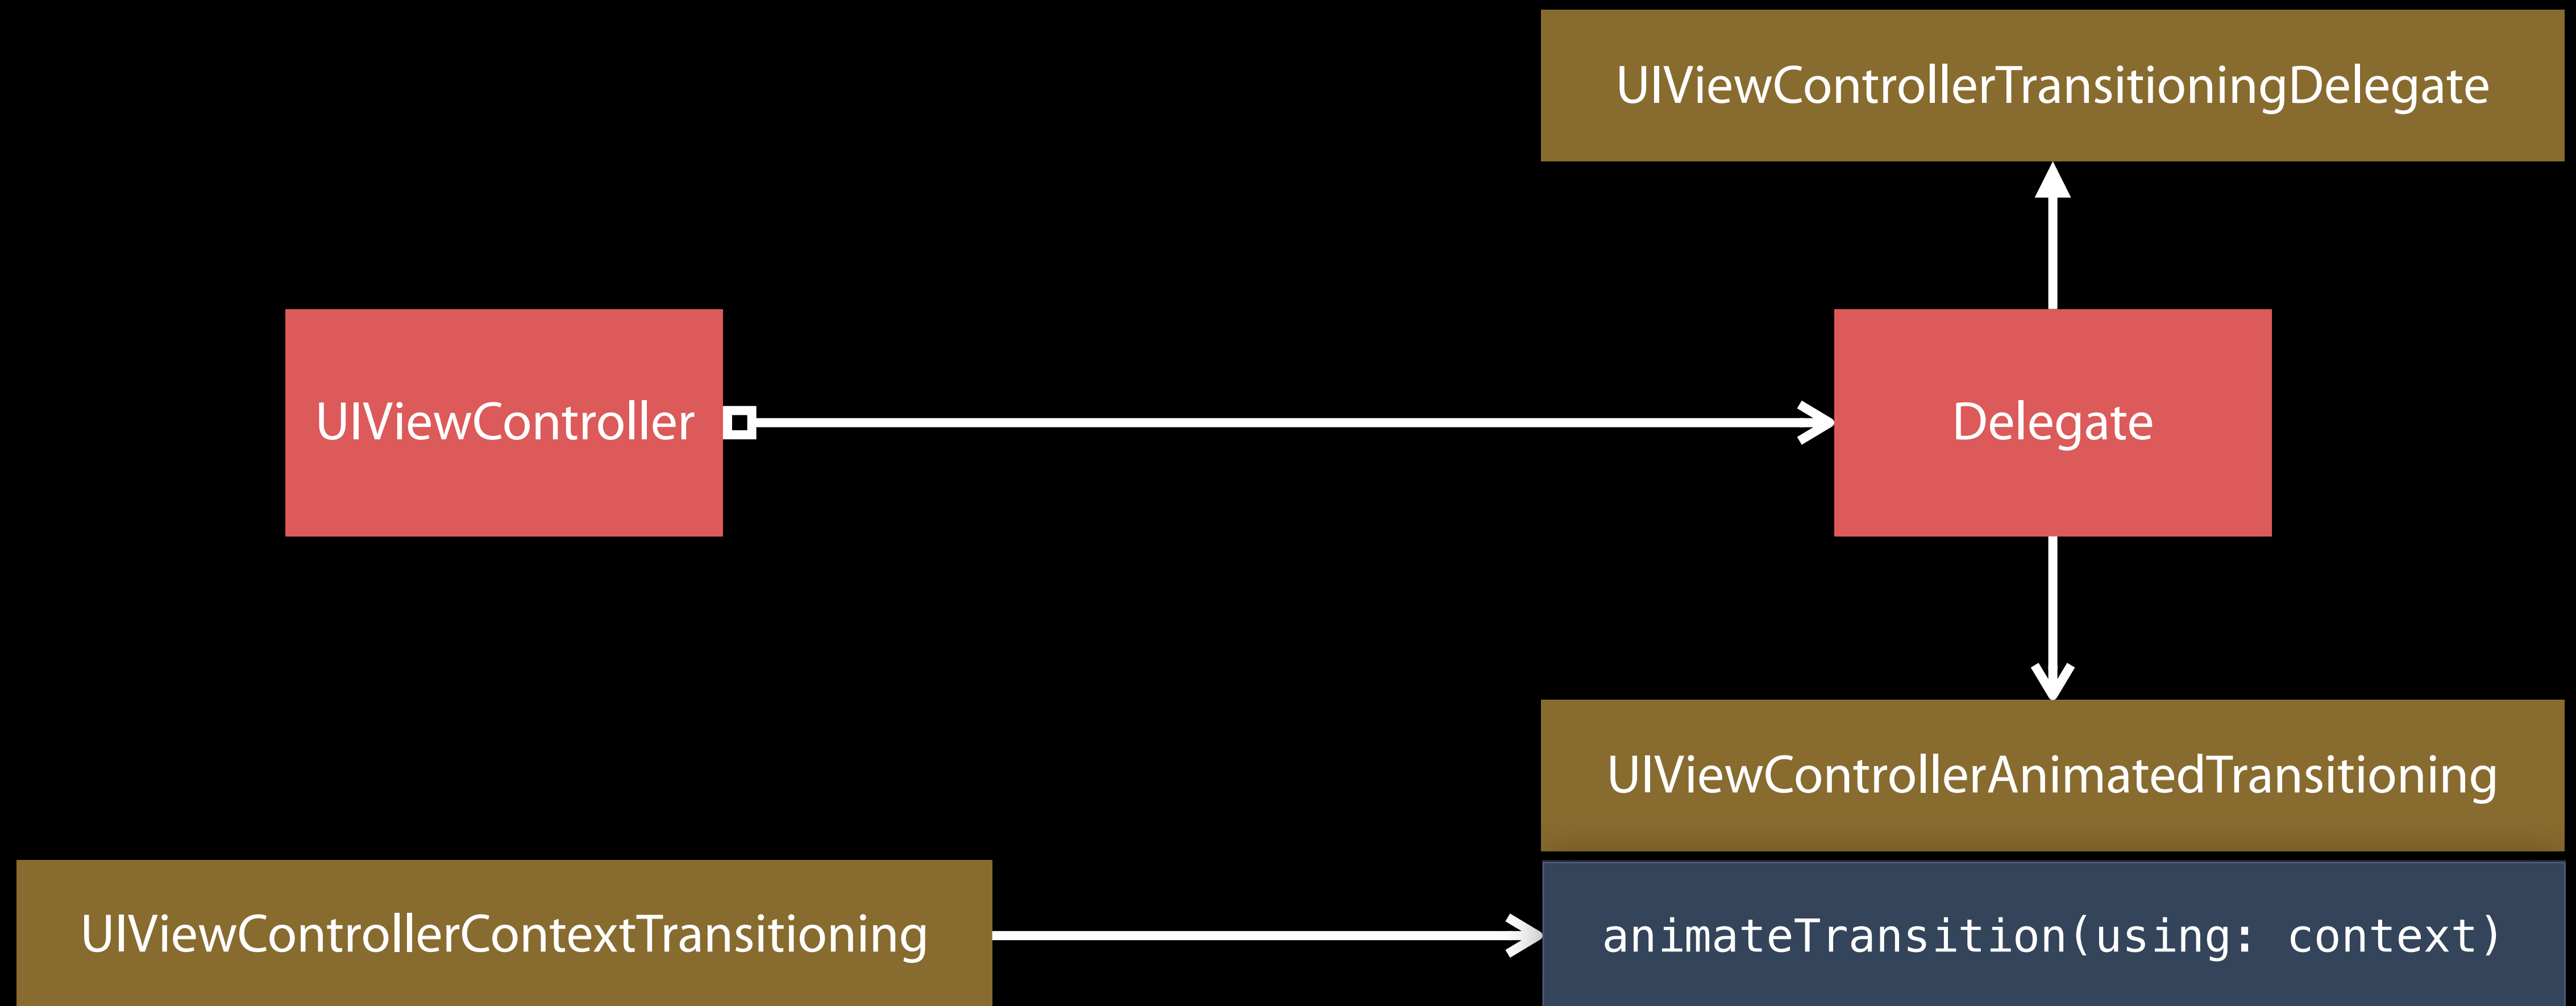 UIViewControllerTransitioningDelegate
UIViewController
Delegate
UIViewControllerAnimatedTransitioning
UIViewControllerContextTransitioning
animateTransition(using: context)